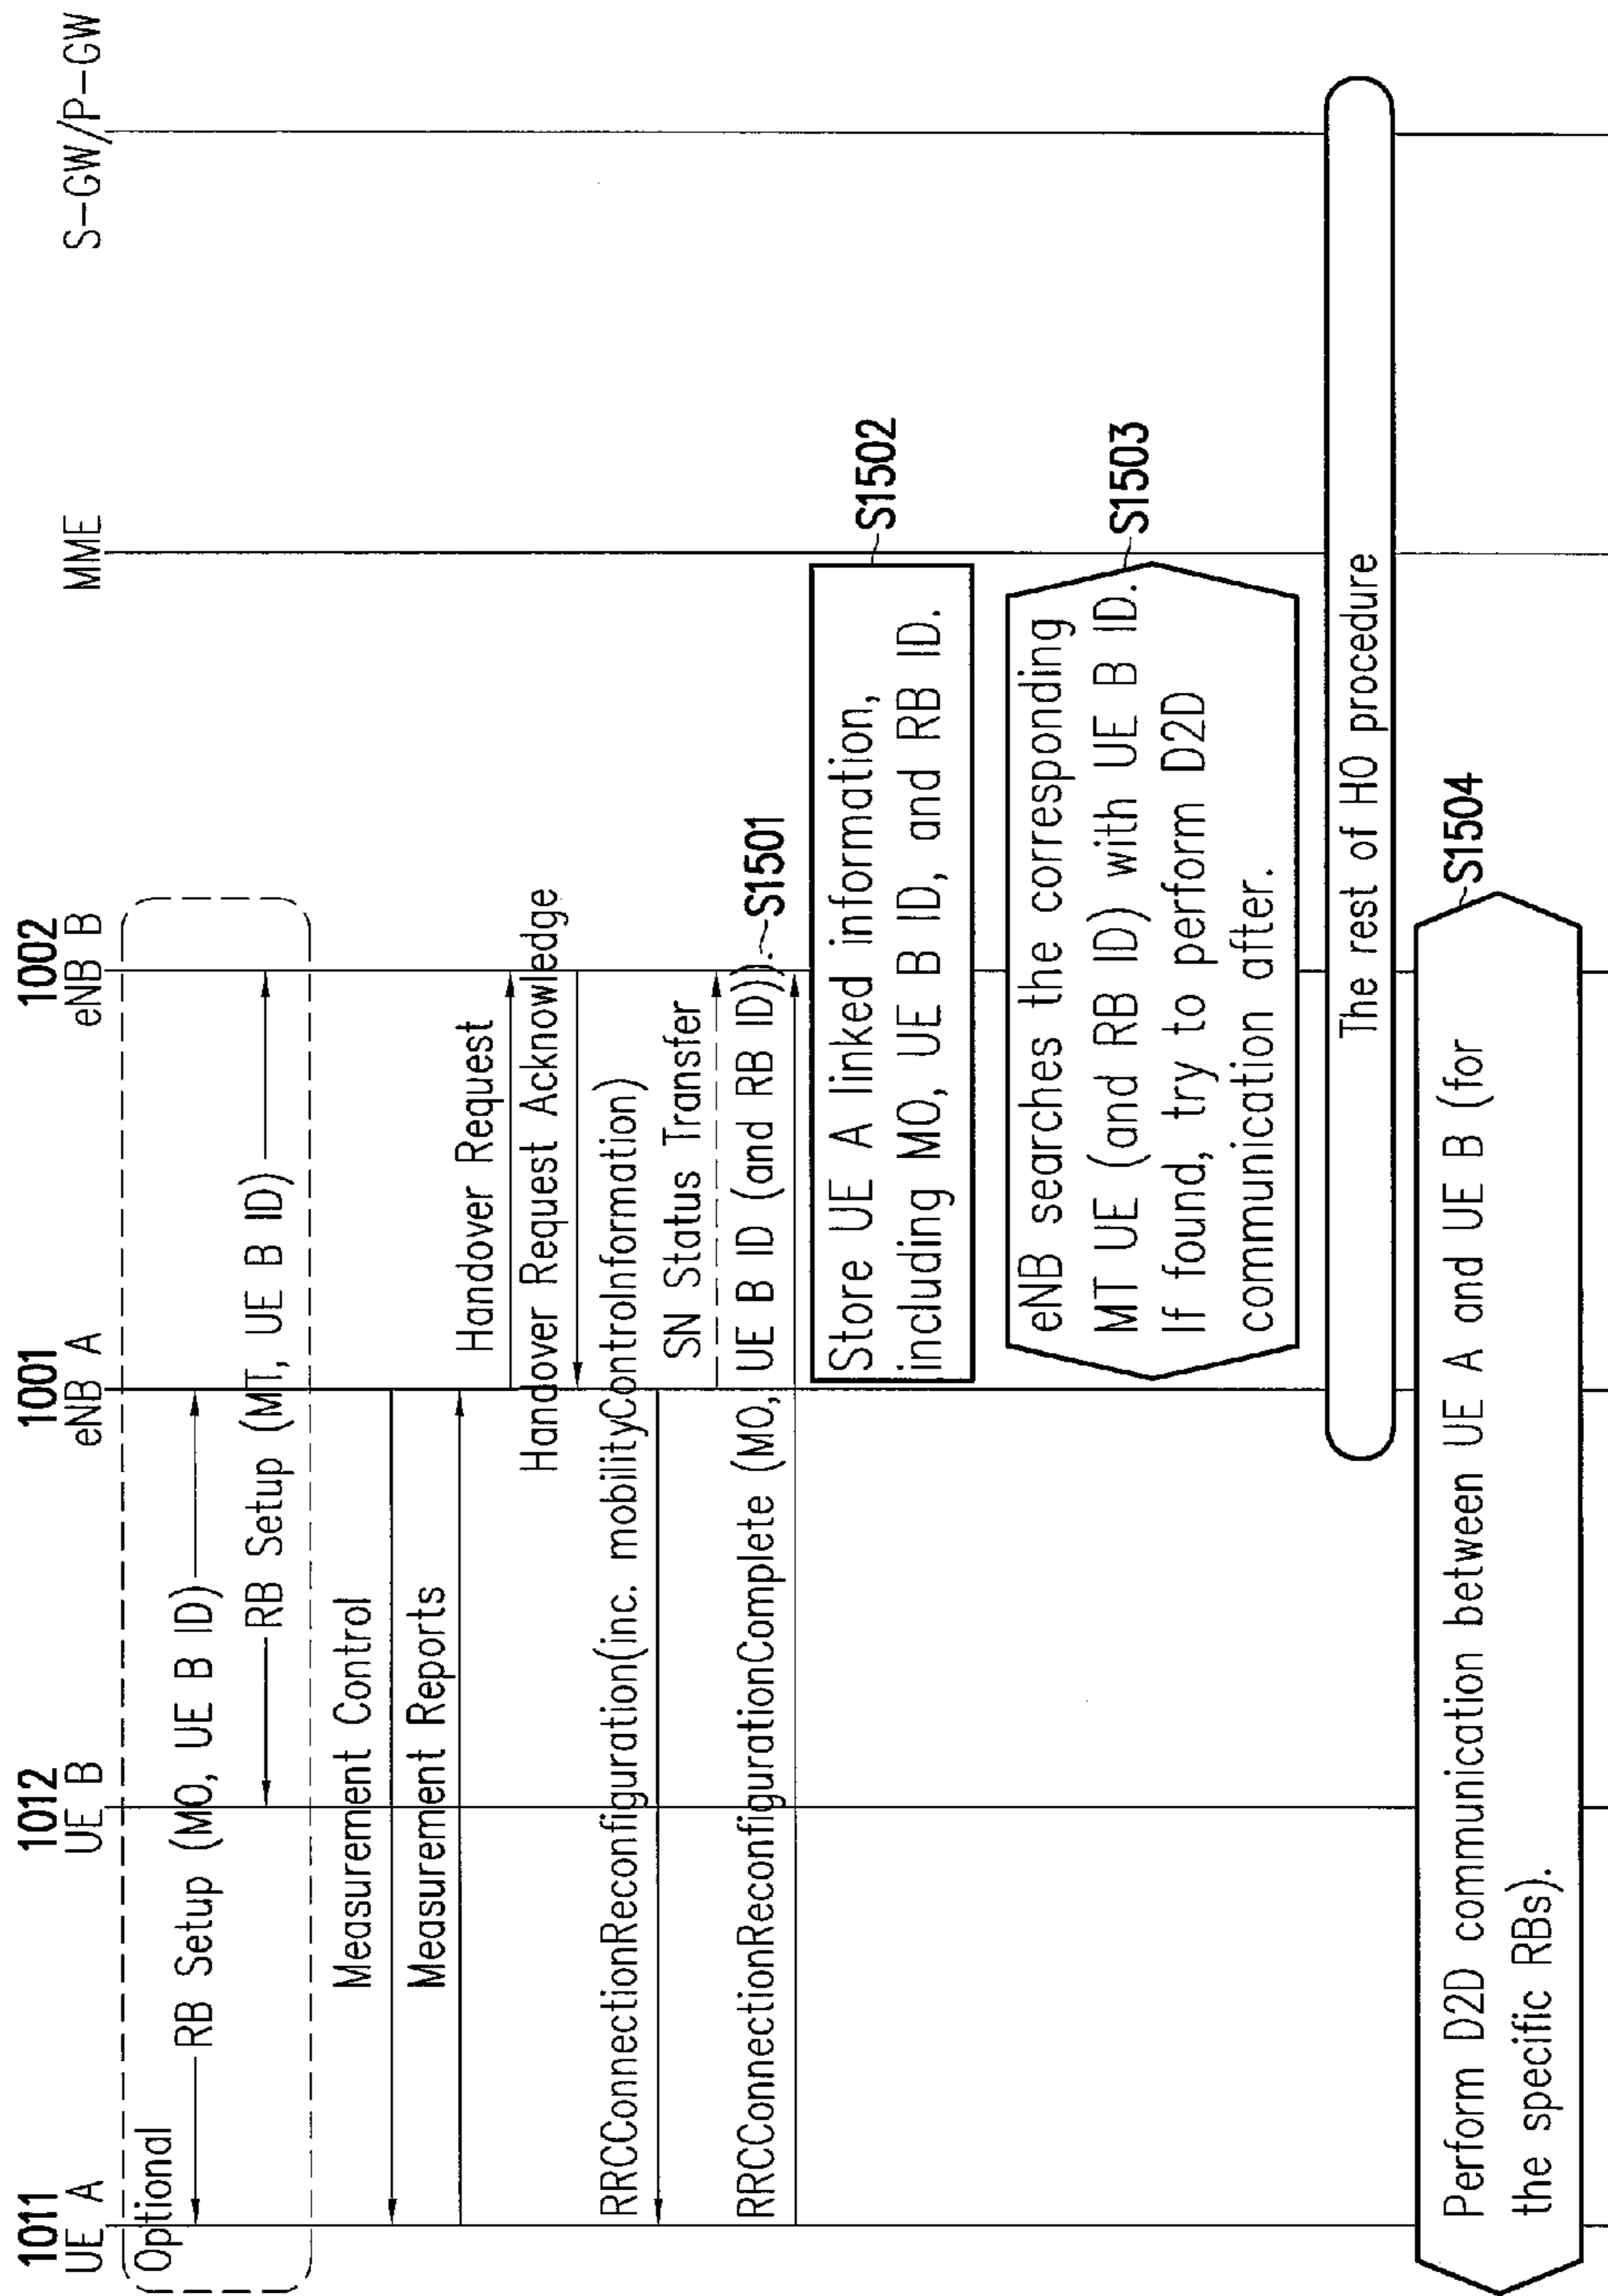 1011
UE A
1012
UE B
1001
eNB A
1002
eNB B
MME
S-GW/P-GW
Optional
RB Setup (MO, UE B ID)
RB Setup (MT, UE B ID)
Measurement Control
Measurement Reports
Handover Request
Handover Request Acknowledge
RRCConnectionReconfiguration(inc. mobilityControlInformation)
SN Status Transfer
RRCConnectionReconfigurationComplete (MO, UE B ID (and RB ID)).
S1501
Store UE A linked information,
including MO, UE B ID, and RB ID.
S1502
eNB searches the corresponding
MT UE (and RB ID) with UE B ID.
If found, try to perform D2D
communication after.
S1503
The rest of HO procedure
Perform D2D communication between UE A and UE B (for
the specific RBs).
S1504